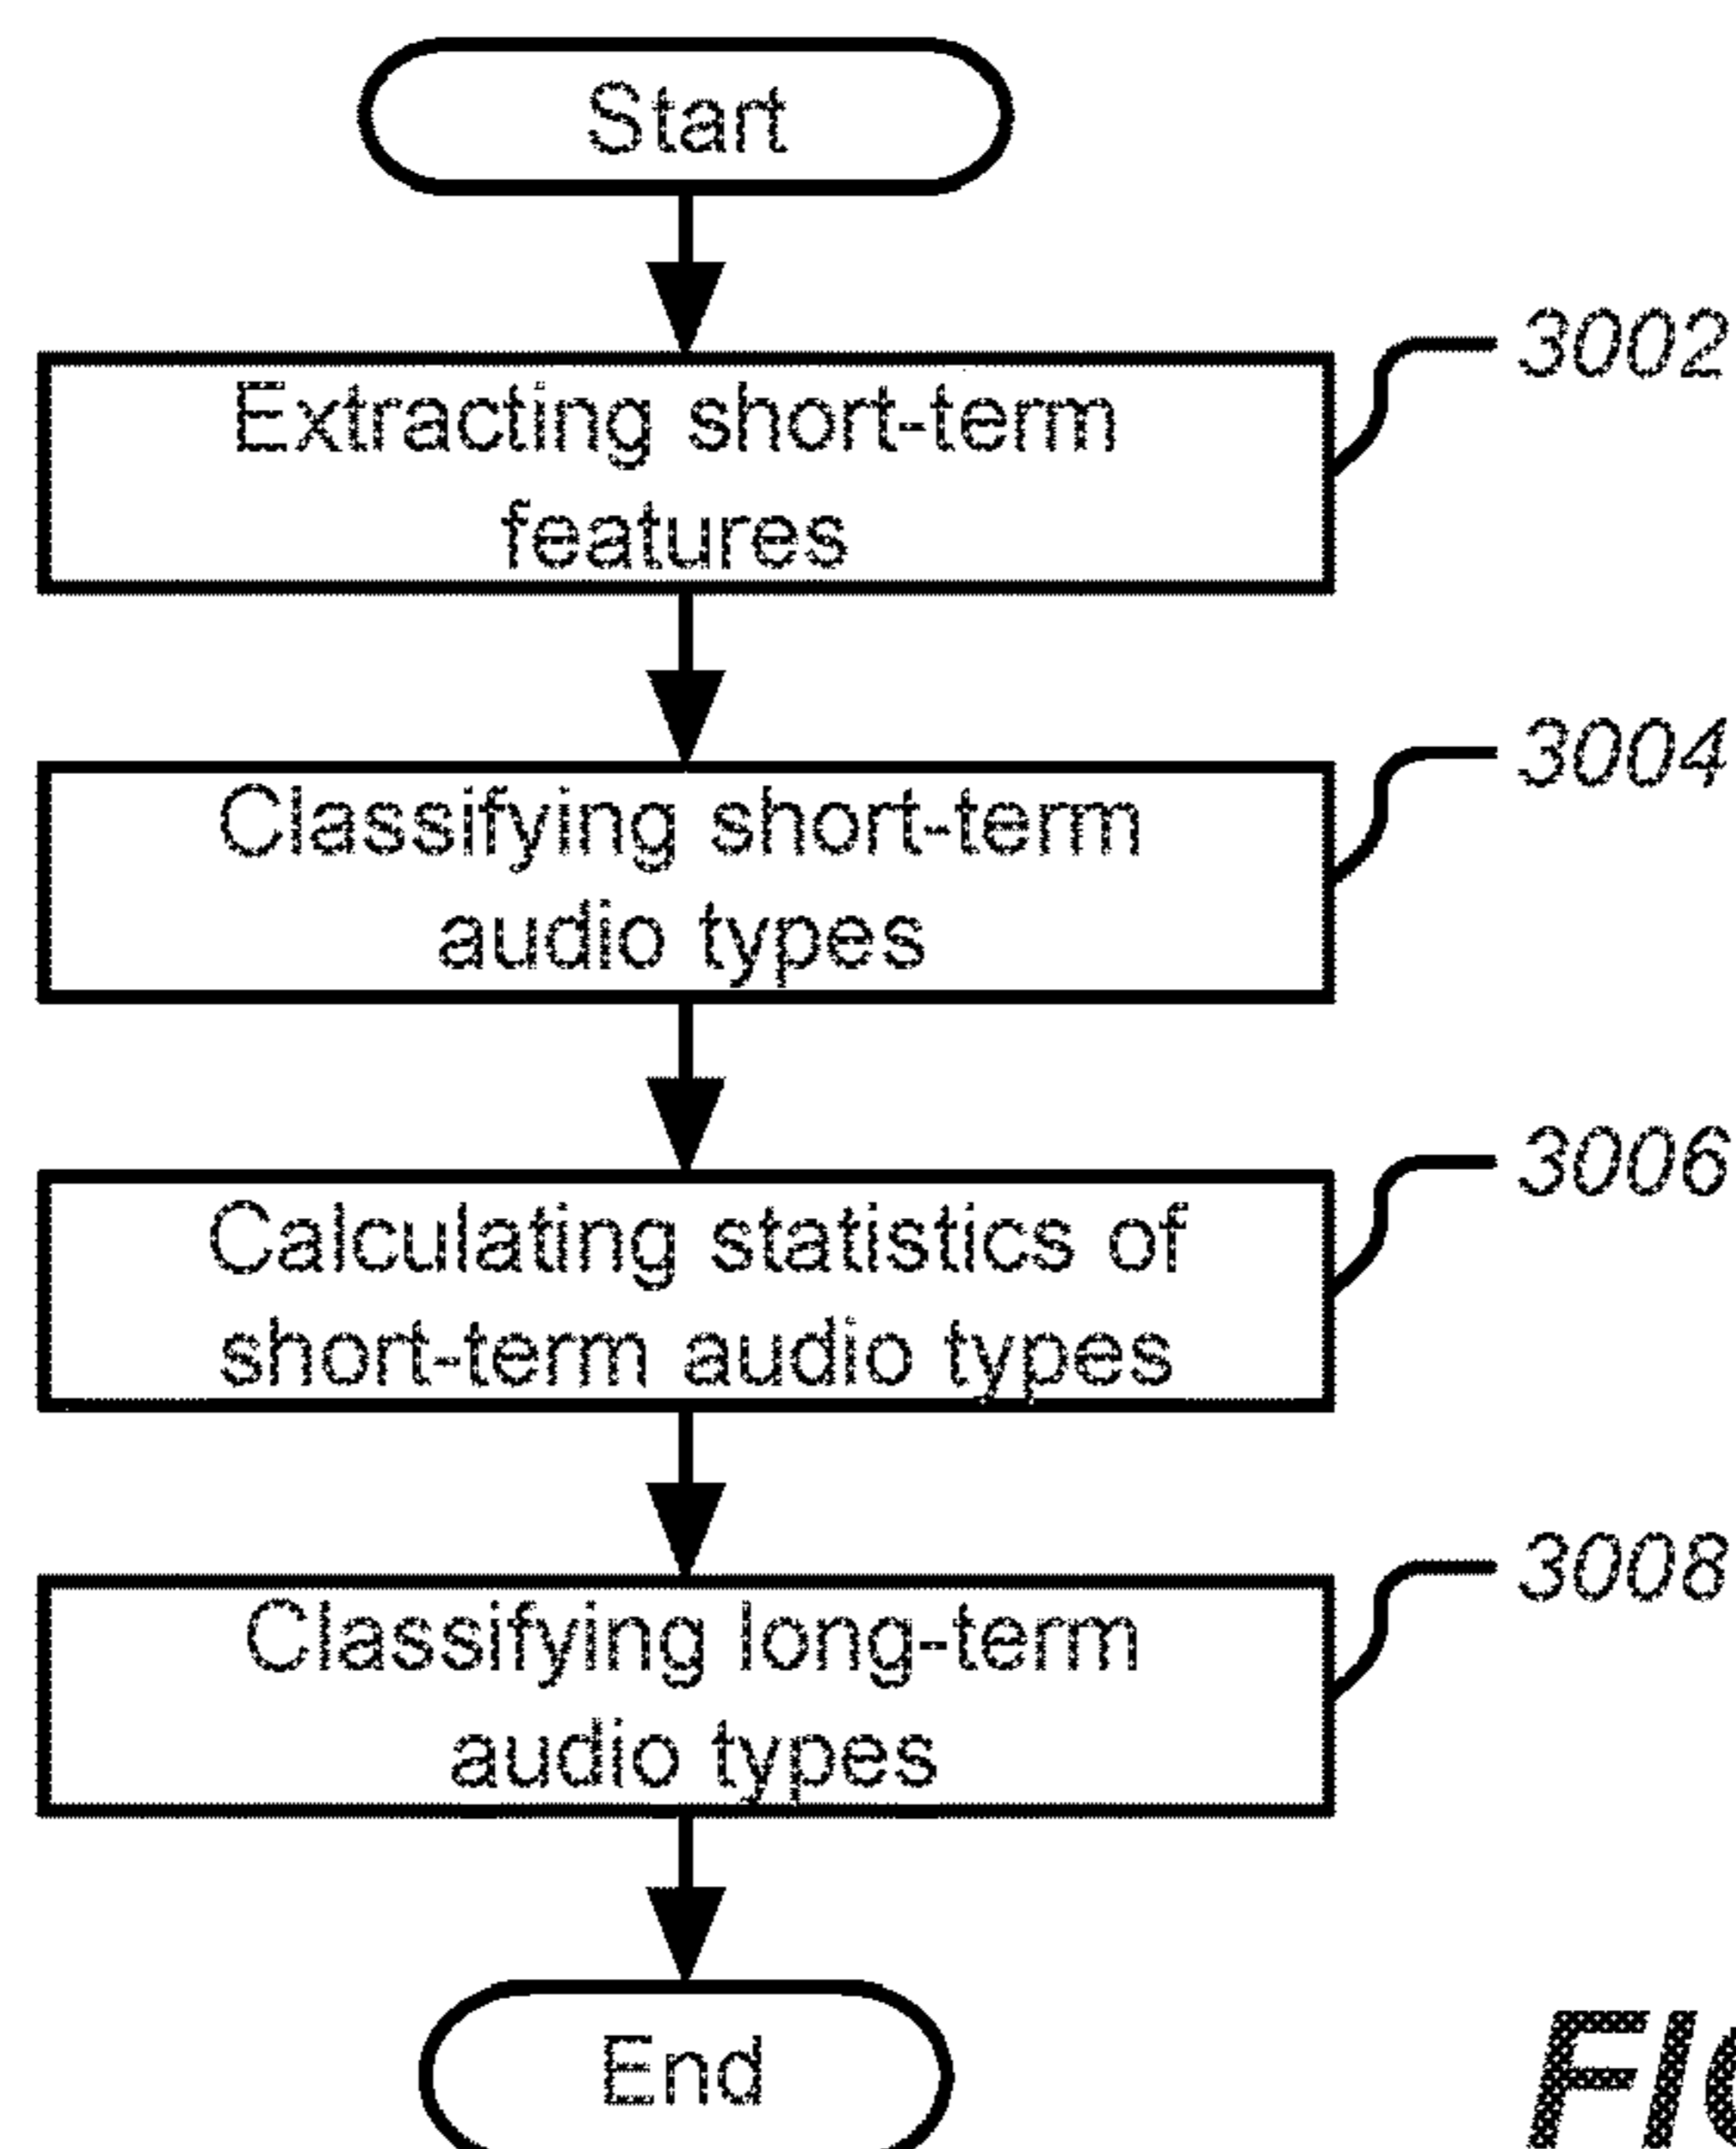 Start
3002
Extracting short-term
features
3004
Classifying short-term
audio types
3006
Calculating statistics of
short-term audio types
3008
Classifying long-term
audio types
End